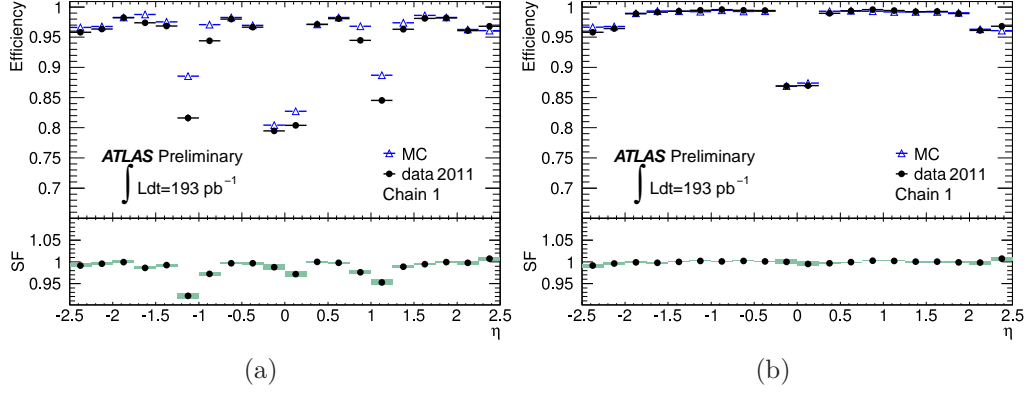 Efficiency
1
0.95
0.9
0.85
0.8
0.75
0.7
ATLAS Preliminary
∫ Ldt=193 pb⁻¹
MC
data 2011
Chain 1
SF
1.05
1
0.95
-2.5 -2 -1.5 -1 -0.5 0 0.5 1 1.5 2 2.5
η
(a)
Efficiency
1
0.95
0.9
0.85
0.8
0.75
0.7
ATLAS Preliminary
∫ Ldt=193 pb⁻¹
MC
data 2011
Chain 1
SF
1.05
1
0.95
-2.5 -2 -1.5 -1 -0.5 0 0.5 1 1.5 2 2.5
η
(b)